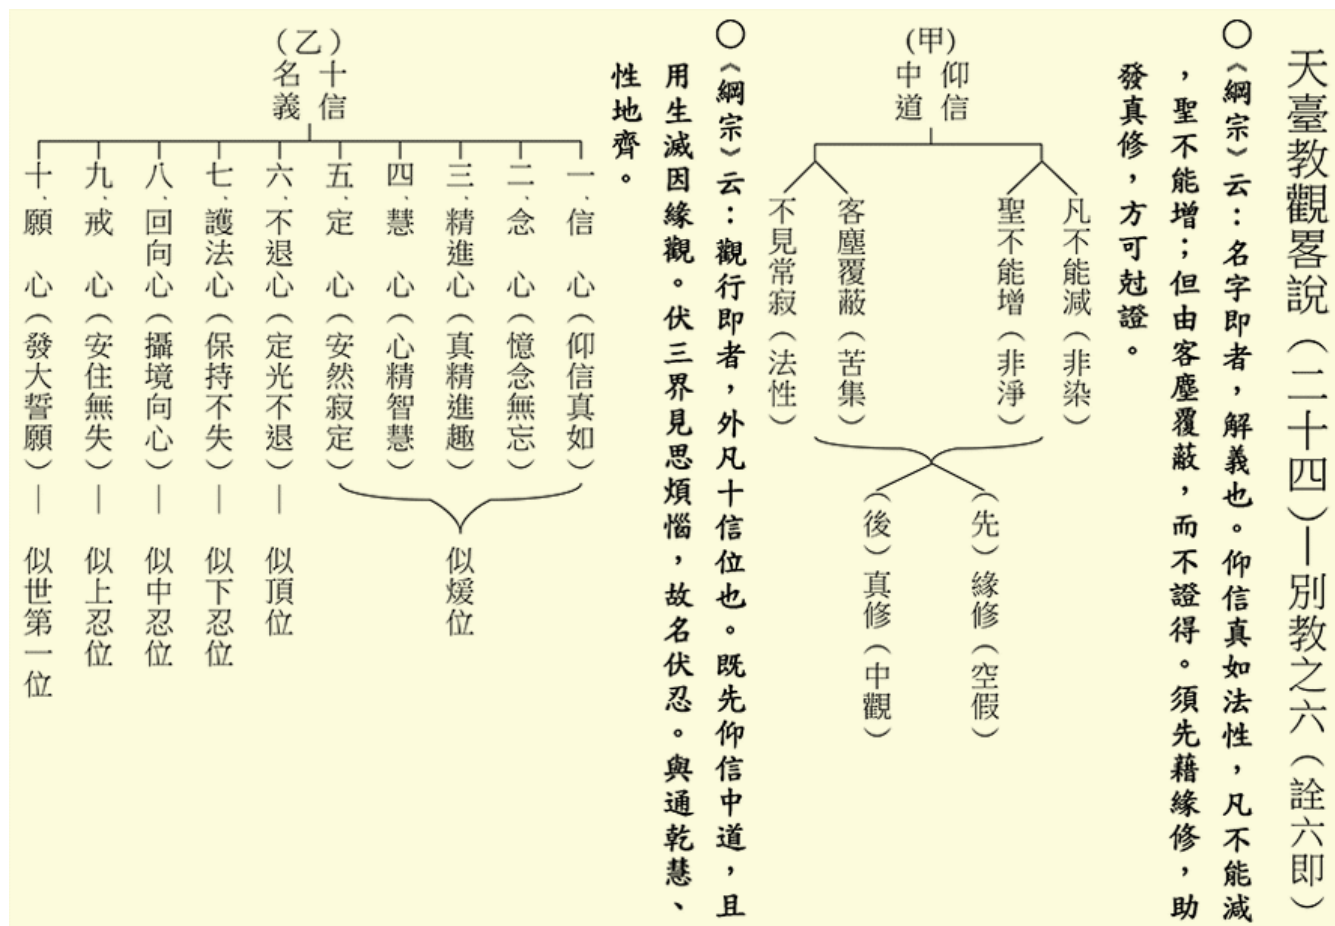 天臺教觀畧說（二十四）—別教之六（詮六即）
○《綱宗》云：名字即者，解義也。仰信真如法性，凡不能減
，聖不能增；但由客塵覆蔽，而不證得。須先藉緣修，助
發真修，方可尅證。
（甲）
仰信
中道
凡不能減（非染）
聖不能增（非淨）
客塵覆蔽（苦集）
不見常寂（法性）
（先）緣修（空假）
（後）真修（中觀）
○《綱宗》云：觀行即者，外凡十信位也。既先仰信中道，且
用生滅因緣觀。伏三界見思煩惱，故名伏忍。與通乾慧、
性地齊。
（乙）
十信
名義
一、信心（仰信真如）
二、念心（憶念無忘）
三、精進心（真精進趣）
四、慧心（心精智慧）
五、定心（安然寂定）
似煖位
六、不退心（定光不退）—似頂位
七、護法心（保持不失）—似下忍位
八、回向心（攝境向心）—似中忍位
九、戒心（安住無失）—似上忍位
十、願心（發大誓願）—似世第一位